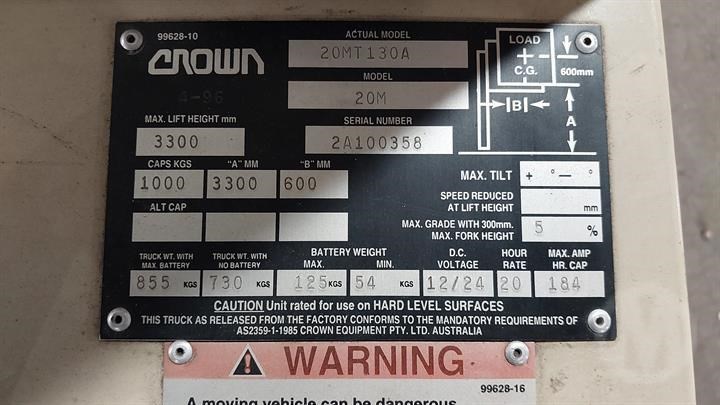 99628-10
CROWN
4-96
ACTUAL MODEL
20MT130A
MODEL
20M
MAX. LIFT HEIGHT mm
3300
SERIAL NUMBER
2A100358
LOAD
C.G.
600mm
B
A
CAPS KGS "A" MM "B" MM
1000 3300 600
ALT CAP
MAX. TILT + ° — °
SPEED REDUCED
AT LIFT HEIGHT mm
MAX. GRADE WITH 300mm.
MAX. FORK HEIGHT 5 %
TRUCK WT. WITH MAX. BATTERY
855 KGS
TRUCK WT. WITH NO BATTERY
730 KGS
BATTERY WEIGHT
MAX. MIN.
125 KGS 54 KGS
D.C. VOLTAGE
12/24
HOUR RATE
20
MAX. AMP HR. CAP
184
CAUTION Unit rated for use on HARD LEVEL SURFACES
THIS TRUCK AS RELEASED FROM THE FACTORY CONFORMS TO THE MANDATORY REQUIREMENTS OF
AS2359-1-1985 CROWN EQUIPMENT PTY. LTD. AUSTRALIA
WARNING
99628-16
A moving vehicle can be dangerous